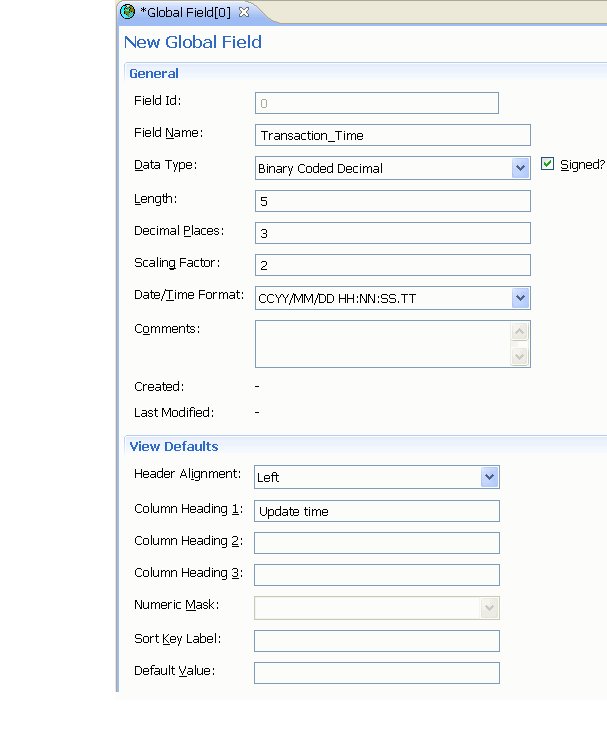 *Global Field[0]
New Global Field
General
Field Id: 0
Field Name: Transaction_Time
Data Type: Binary Coded Decimal Signed?
Length: 5
Decimal Places: 3
Scaling Factor: 2
Date/Time Format: CCYY/MM/DD HH:NN:SS.TT
Comments:
Created: -
Last Modified: -
View Defaults
Header Alignment: Left
Column Heading 1: Update time
Column Heading 2:
Column Heading 3:
Numeric Mask:
Sort Key Label:
Default Value: